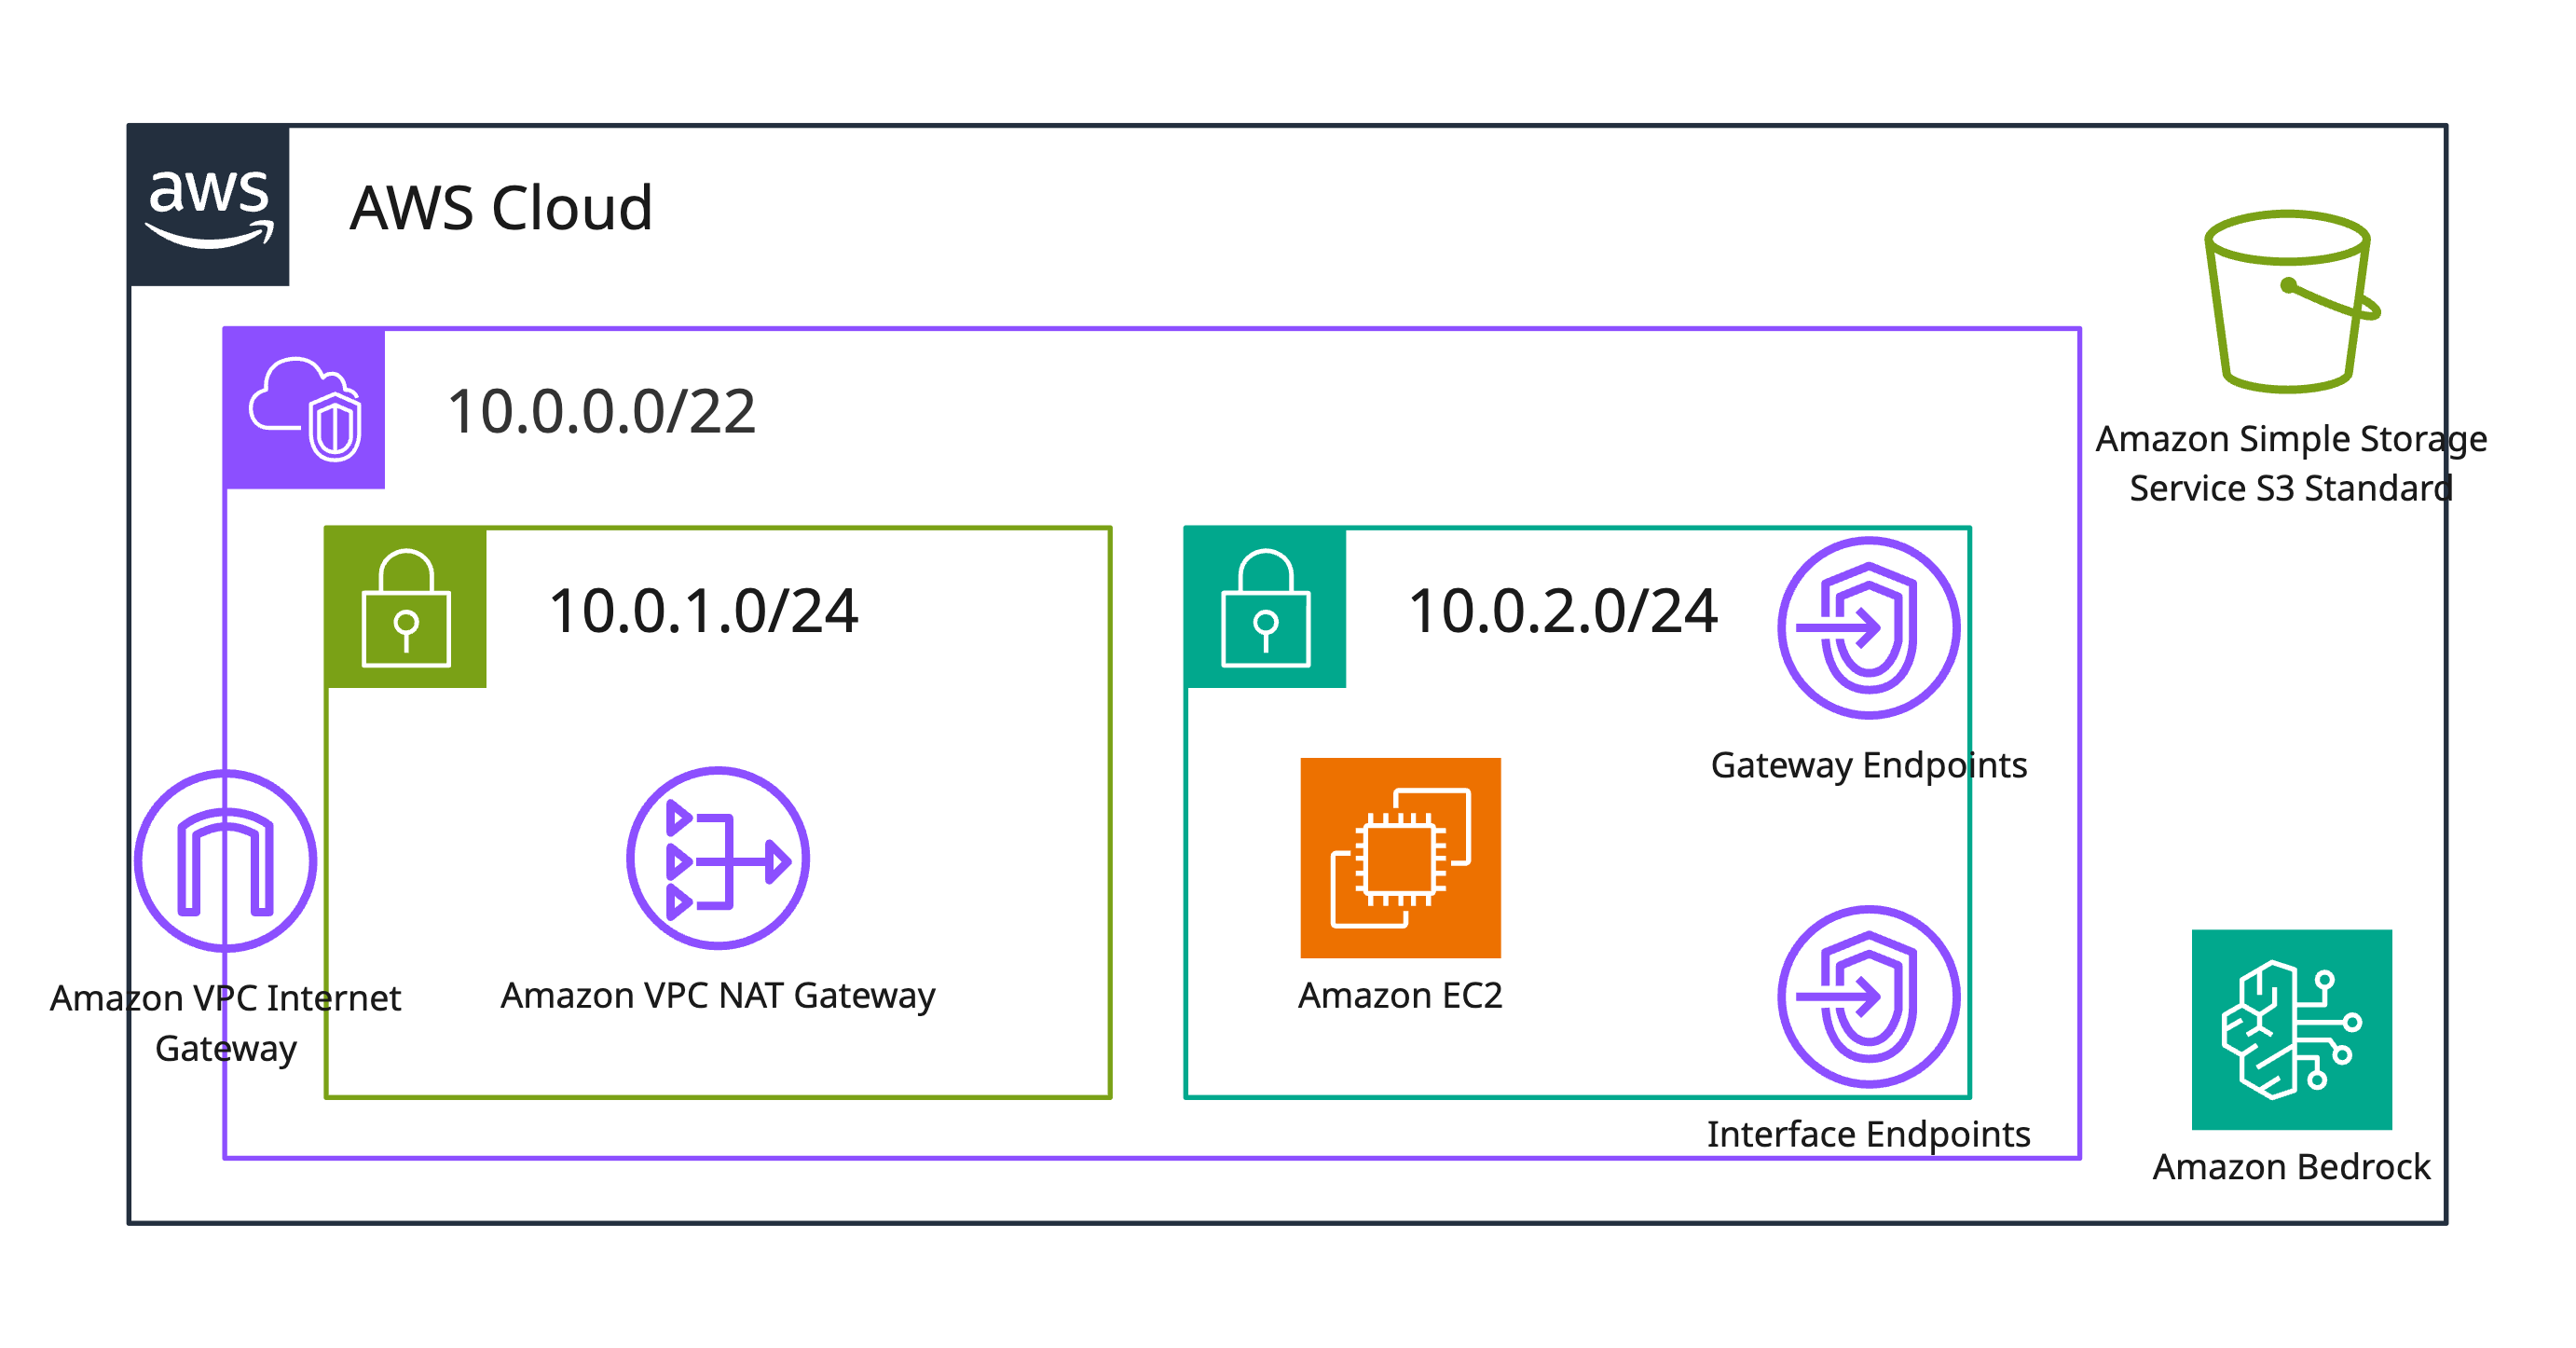 aws
AWS Cloud
10.0.0.0/22
Amazon Simple Storage
Service S3 Standard
10.0.1.0/24
10.0.2.0/24
Gateway Endpoints
Amazon VPC Internet
Gateway
Amazon VPC NAT Gateway
Amazon EC2
Interface Endpoints
Amazon Bedrock